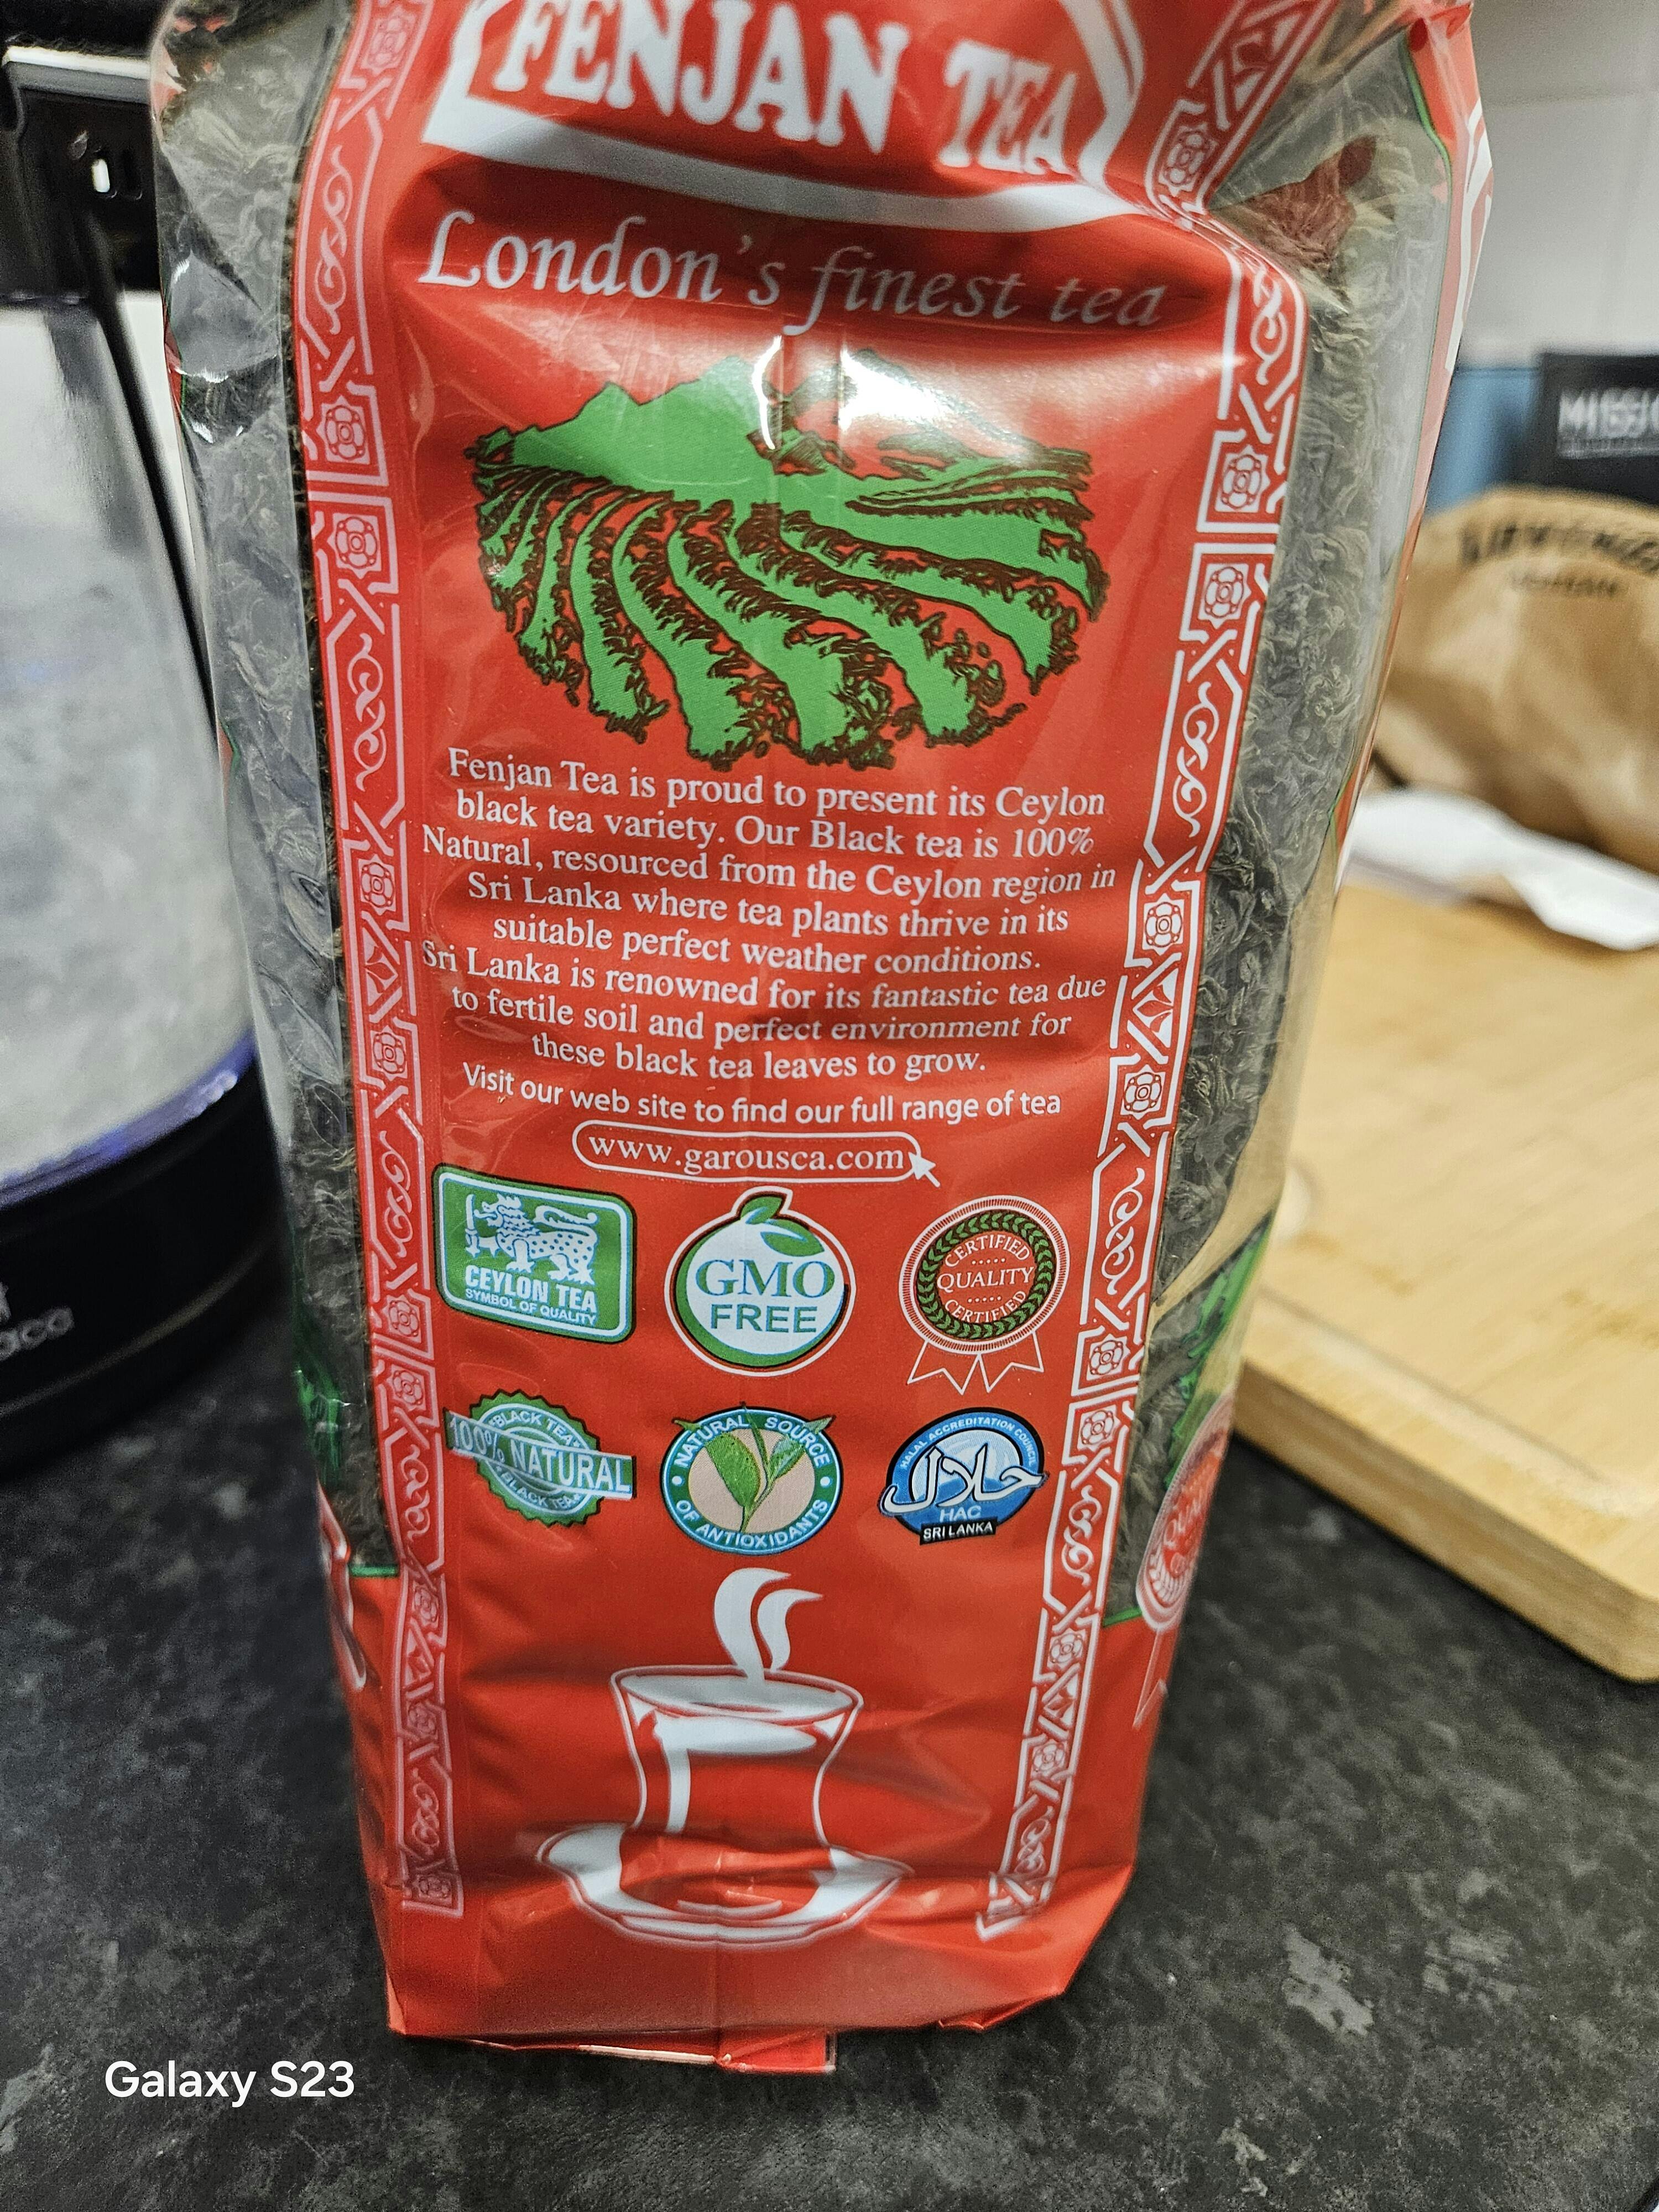 FENJAN TEA
London's finest tea
Fenjan Tea is proud to present its Ceylon
black tea variety. Our Black tea is 100%
Natural, resourced from the Ceylon region in
Sri Lanka where tea plants thrive in its
suitable perfect weather conditions.
Sri Lanka is renowned for its fantastic tea due
to fertile soil and perfect environment for
these black tea leaves to grow.
Visit our web site to find our full range of tea
www.garousca.com
CEYLON TEA
SYMBOL OF QUALITY
GMO
FREE
CERTIFIED
QUALITY
CERTIFIED
BLACK TEA
100% NATURAL
BLACK TEA
NATURAL SOURCE
OF ANTIOXIDANTS
HALAL ACCREDITATION COUNCIL
حلال
HAC
SRI LANKA
Galaxy S23